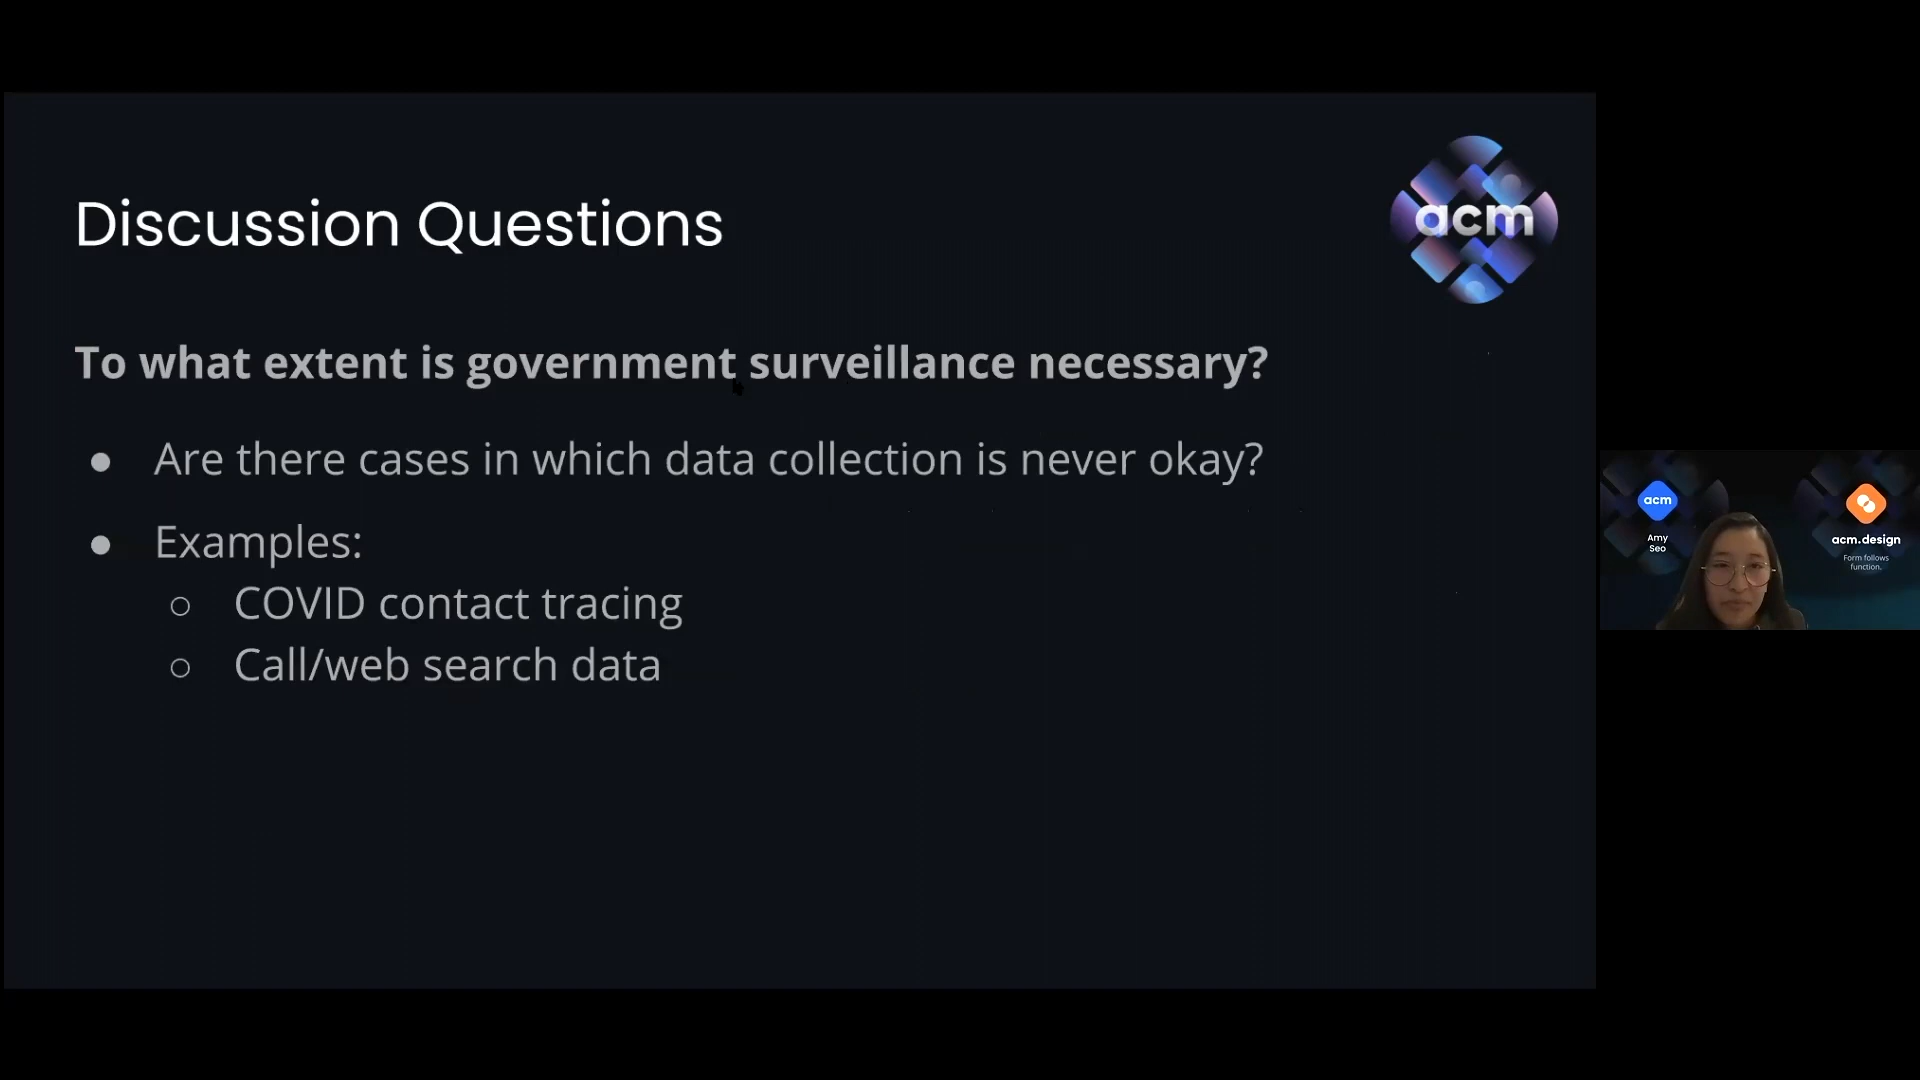 Discussion Questions
acm
To what extent is government surveillance necessary?
● Are there cases in which data collection is never okay?
● Examples:
○ COVID contact tracing
○ Call/web search data
acm
Amy
Seo
acm.design
Form follows
function.